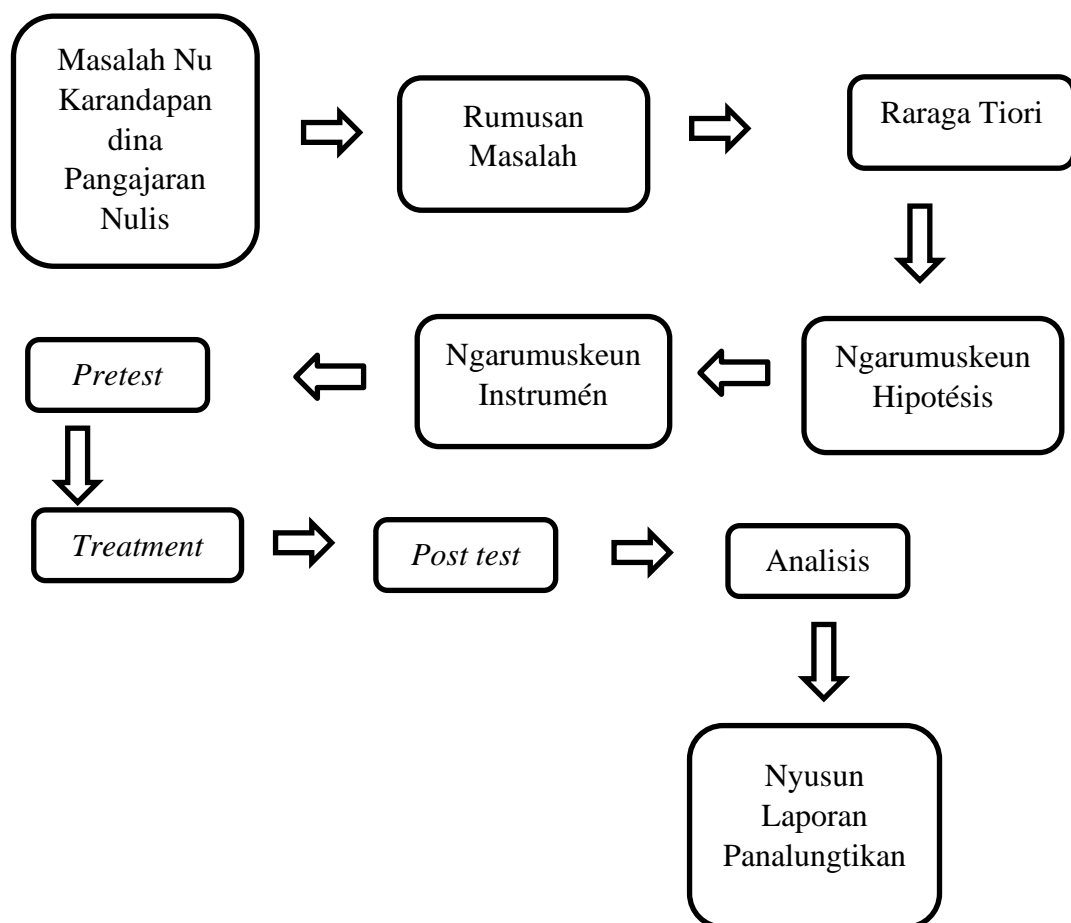 Masalah Nu
Karandapan
dina
Pangajaran
Nulis
Rumusan
Masalah
Raraga Tiori
Ngarumuskeun
Hipotésis
Ngarumuskeun
Instrumén
Pretest
Treatment
Post test
Analisis
Nyusun
Laporan
Panalungtikan